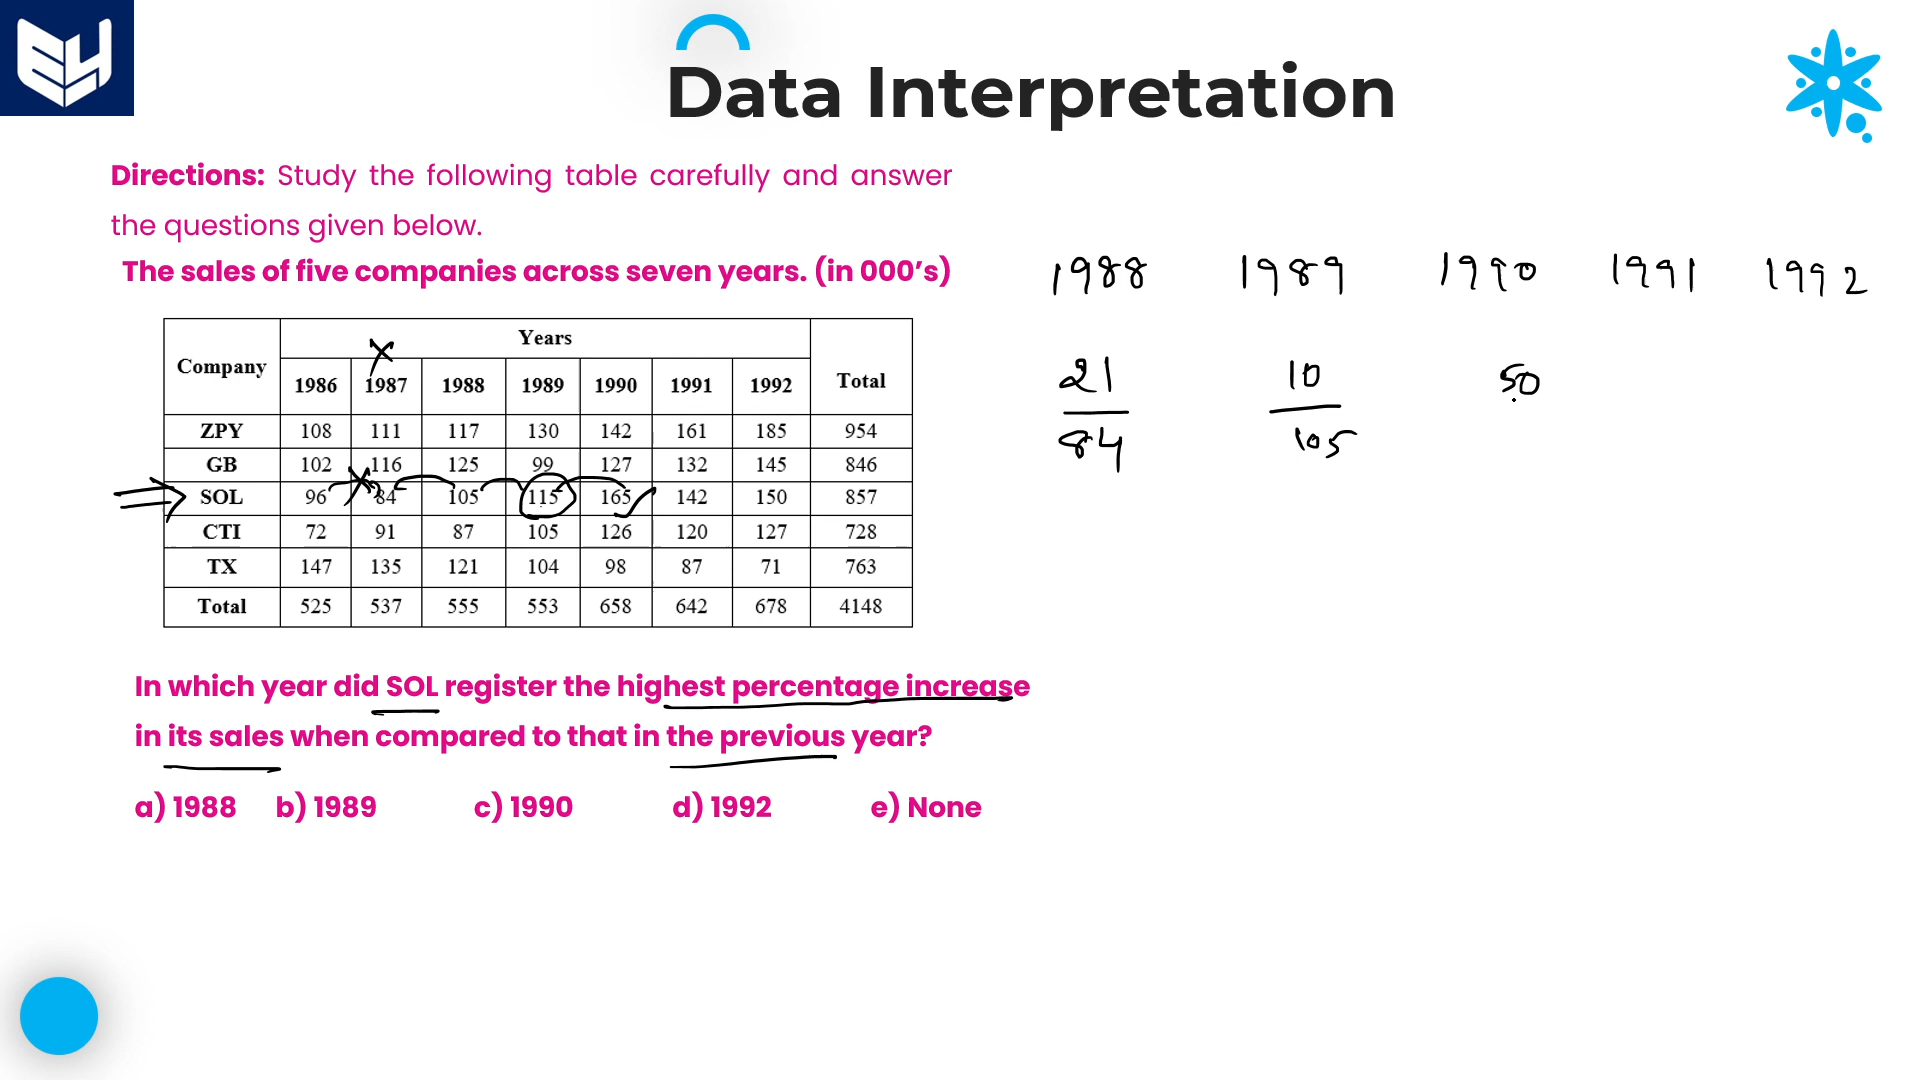 Data Interpretation
Directions: Study the following table carefully and answer
the questions given below.
The sales of five companies across seven years. (in 000's)
Company Years Total
1986 1987 1988 1989 1990 1991 1992
ZPY 108 111 117 130 142 161 185 954
GB 102 116 125 99 127 132 145 846
SOL 96 84 105 115 165 142 150 857
CTI 72 91 87 105 126 120 127 728
TX 147 135 121 104 98 87 71 763
Total 525 537 555 553 658 642 678 4148
In which year did SOL register the highest percentage increase
in its sales when compared to that in the previous year?
a) 1988 b) 1989 c) 1990 d) 1992 e) None
1988 1989 1990 1991 1992
21 10 50
84 105